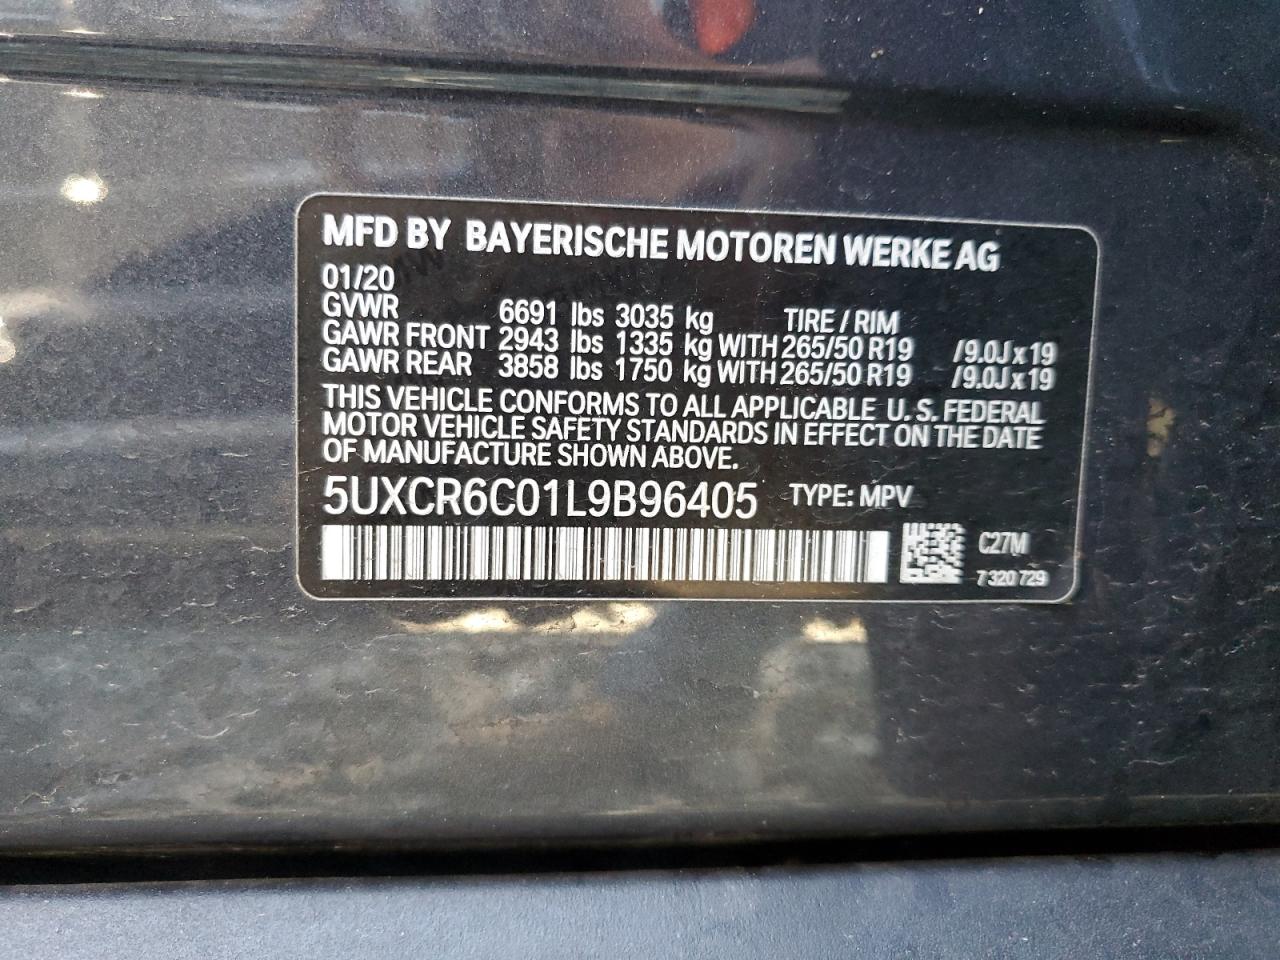 MFD BY BAYERISCHE MOTOREN WERKE AG
01/20
GVWR 6691 lbs 3035 kg TIRE / RIM
GAWR FRONT 2943 lbs 1335 kg WITH 265/50 R19 /9.0J x 19
GAWR REAR 3858 lbs 1750 kg WITH 265/50 R19 /9.0J x 19
THIS VEHICLE CONFORMS TO ALL APPLICABLE U.S. FEDERAL
MOTOR VEHICLE SAFETY STANDARDS IN EFFECT ON THE DATE
OF MANUFACTURE SHOWN ABOVE.
5UXCR6C01L9B96405 TYPE: MPV
C27M
7 320 729